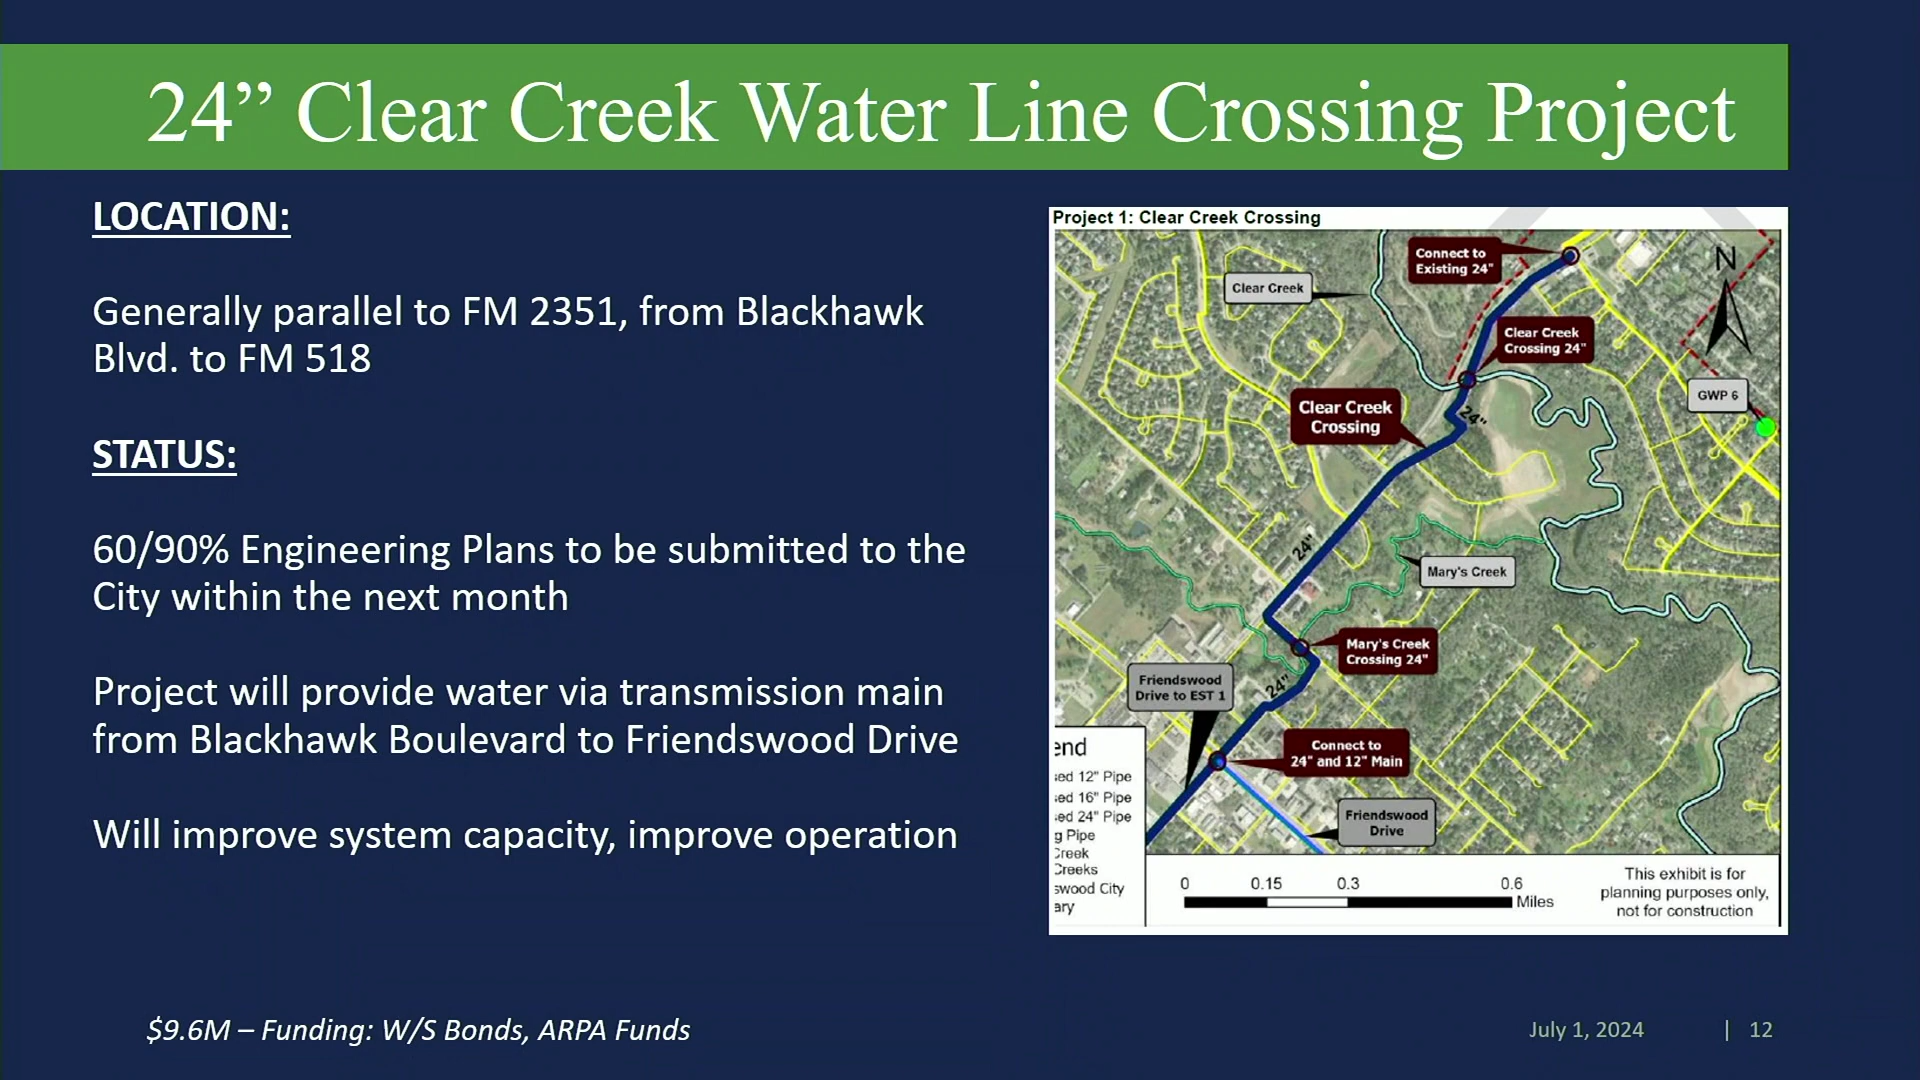 24” Clear Creek Water Line Crossing Project
LOCATION:
Generally parallel to FM 2351, from Blackhawk
Blvd. to FM 518
STATUS:
60/90% Engineering Plans to be submitted to the
City within the next month
Project will provide water via transmission main
from Blackhawk Boulevard to Friendswood Drive
Will improve system capacity, improve operation
$9.6M – Funding: W/S Bonds, ARPA Funds
Project 1: Clear Creek Crossing
Connect to
Existing 24"
N
Clear Creek
Clear Creek
Crossing 24"
GWP 6
Clear Creek
Crossing
24"
24"
Mary's Creek
Mary's Creek
Crossing 24"
Friendswood
Drive to EST 1
24"
Connect to
24" and 12" Main
Friendswood
Drive
end
sed 12" Pipe
sed 16" Pipe
sed 24" Pipe
g Pipe
Creek
Creeks
swood City
ary
0 0.15 0.3 0.6
Miles
This exhibit is for
planning purposes only,
not for construction
July 1, 2024 | 12